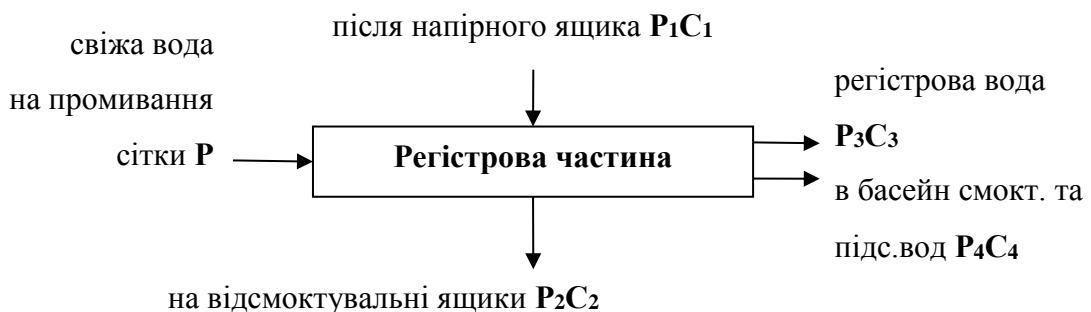 після напірного ящика P₁C₁
свіжа вода
на промивання
сітки P
Регістрова частина
регістрова вода
P₃C₃
в басейн смокт. та
підс.вод P₄C₄
на відсмоктувальні ящики P₂C₂